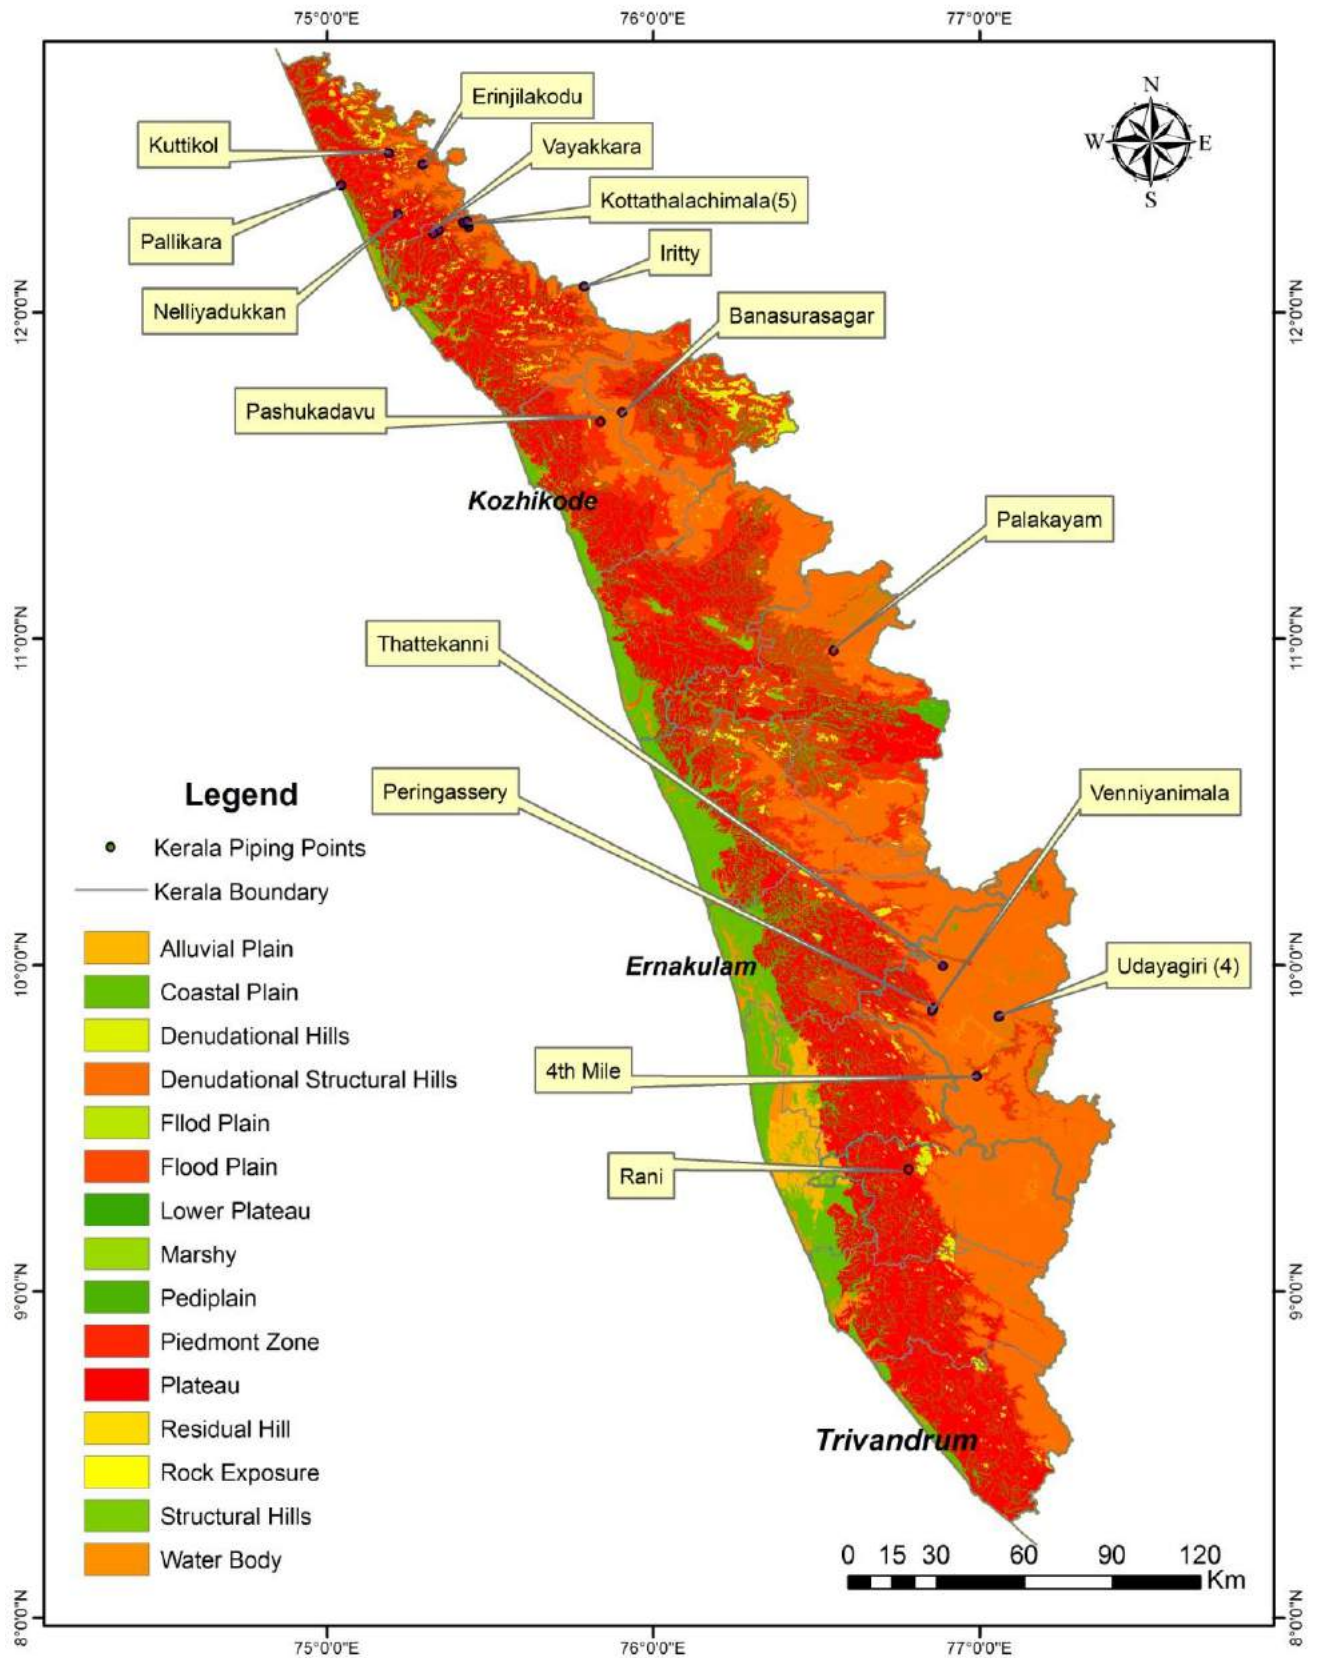 75°0'0"E 76°0'0"E 77°0'0"E
N
W E
S
Erinjilakodu
Kuttikol
Vayakkara
Kottathalachimala(5)
Pallikara
Iritty
Nelliyadukkan
Banasurasagar
12°0'0"N 12°0'0"N
Pashukadavu
Kozhikode
Palakayam
11°0'0"N 11°0'0"N
Thattekanni
Peringassery
Venniyanimala
Ernakulam
Udayagiri (4)
10°0'0"N 10°0'0"N
4th Mile
Rani
9°0'0"N 9°0'0"N
Trivandrum
Legend
Kerala Piping Points
Kerala Boundary
Alluvial Plain
Coastal Plain
Denudational Hills
Denudational Structural Hills
Fllod Plain
Flood Plain
Lower Plateau
Marshy
Pediplain
Piedmont Zone
Plateau
Residual Hill
Rock Exposure
Structural Hills
Water Body
0 15 30 60 90 120
Km
8°0'0"N 8°0'0"N
75°0'0"E 76°0'0"E 77°0'0"E